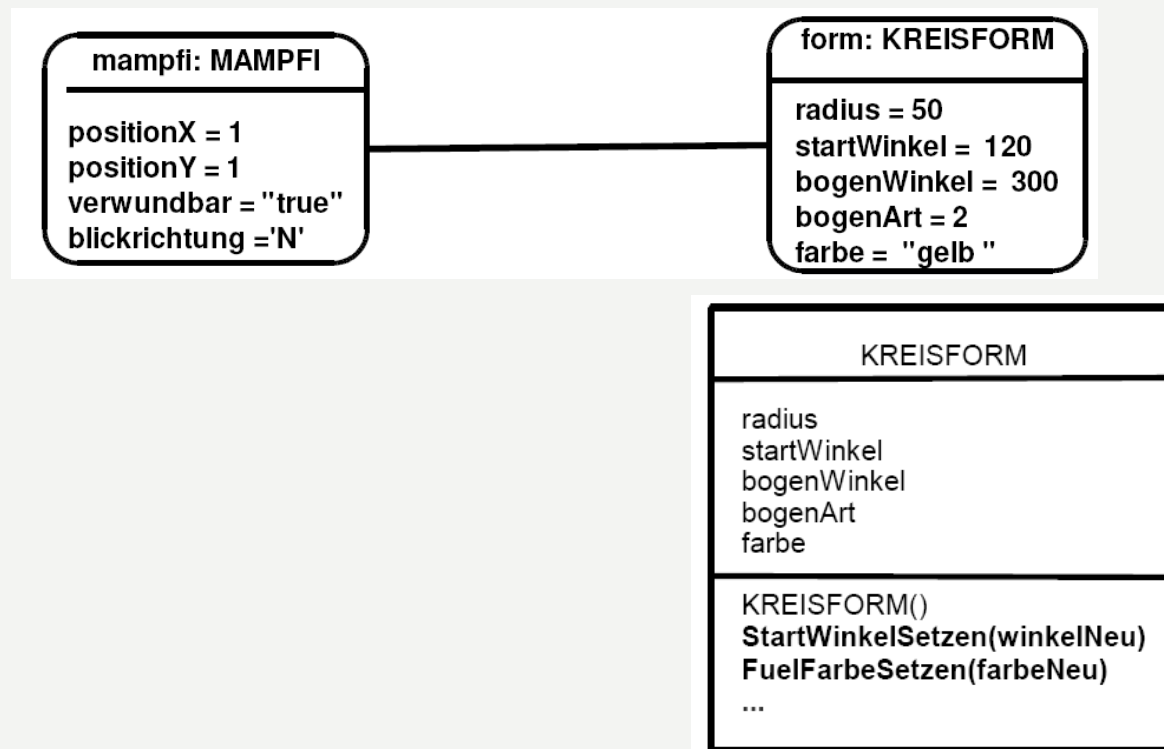 mampfi: MAMPFI
positionX = 1
positionY = 1
verwundbar = "true"
blickrichtung ='N'
form: KREISFORM
radius = 50
startWinkel = 120
bogenWinkel = 300
bogenArt = 2
farbe = "gelb "
KREISFORM
radius
startWinkel
bogenWinkel
bogenArt
farbe
KREISFORM()
StartWinkelSetzen(winkelNeu)
FuelFarbeSetzen(farbeNeu)
...